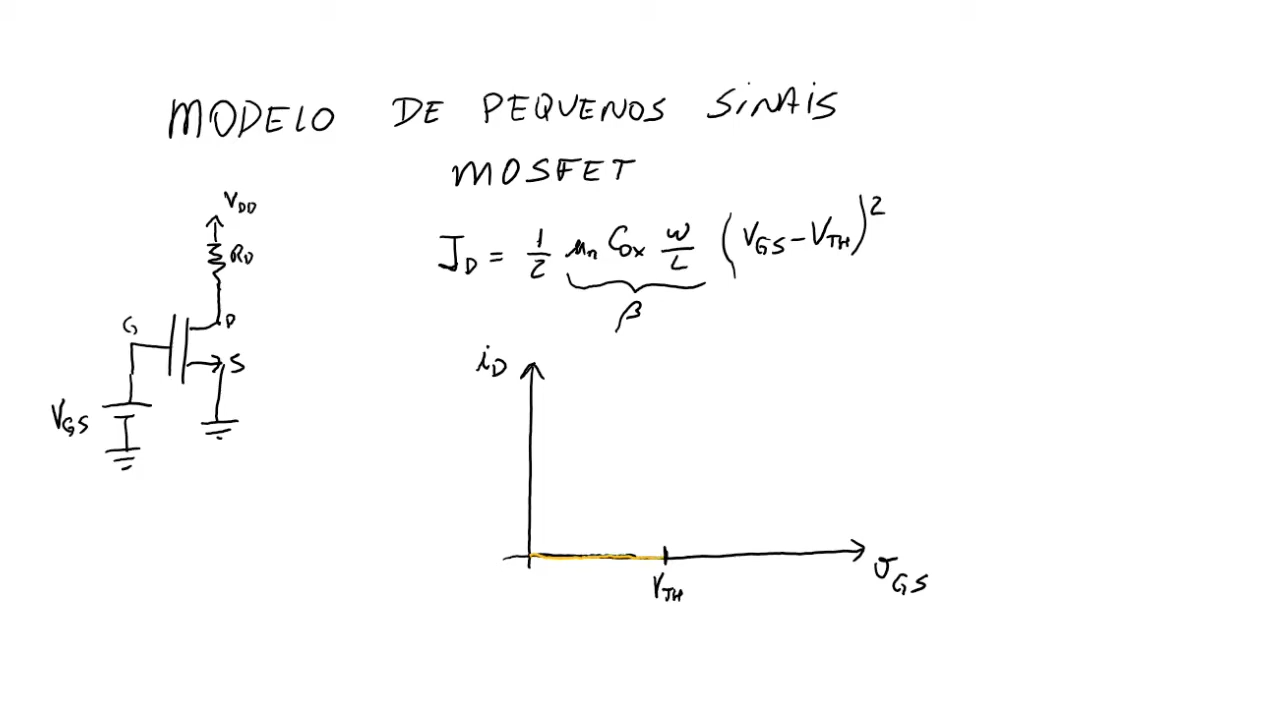 MODELO DE PEQUENOS SINAIS
MOSFET
VDD
RD
G
D
S
VGS
ID = 1/2 μn Cox W/L (VGS - VTH)²
β
iD
VTH
vGS